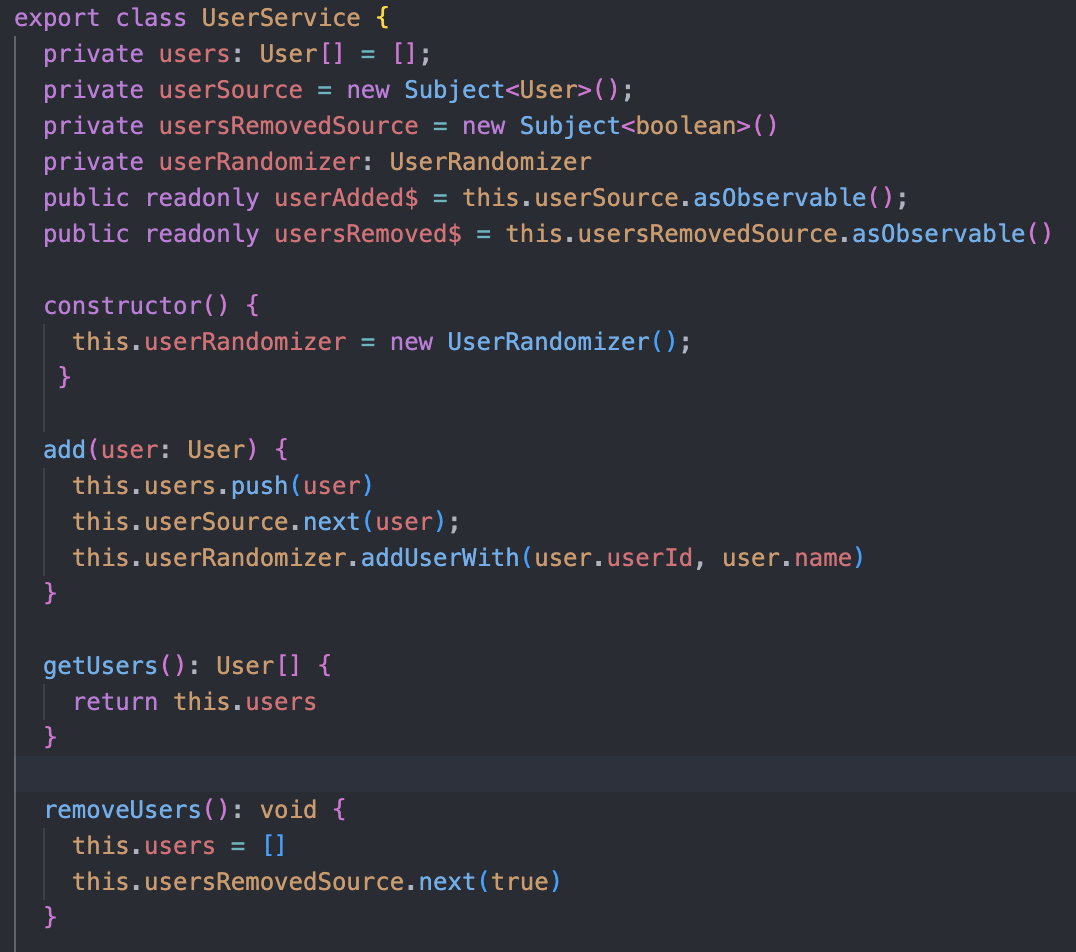 export class UserService {
private users: User[] = [];
private userSource = new Subject<User>();
private usersRemovedSource = new Subject<boolean>()
private userRandomizer: UserRandomizer
public readonly userAdded$ = this.userSource.asObservable();
public readonly usersRemoved$ = this.usersRemovedSource.asObservable()
constructor() {
this.userRandomizer = new UserRandomizer();
}
add(user: User) {
this.users.push(user)
this.userSource.next(user);
this.userRandomizer.addUserWith(user.userId, user.name)
}
getUsers(): User[] {
return this.users
}
removeUsers(): void {
this.users = []
this.usersRemovedSource.next(true)
}